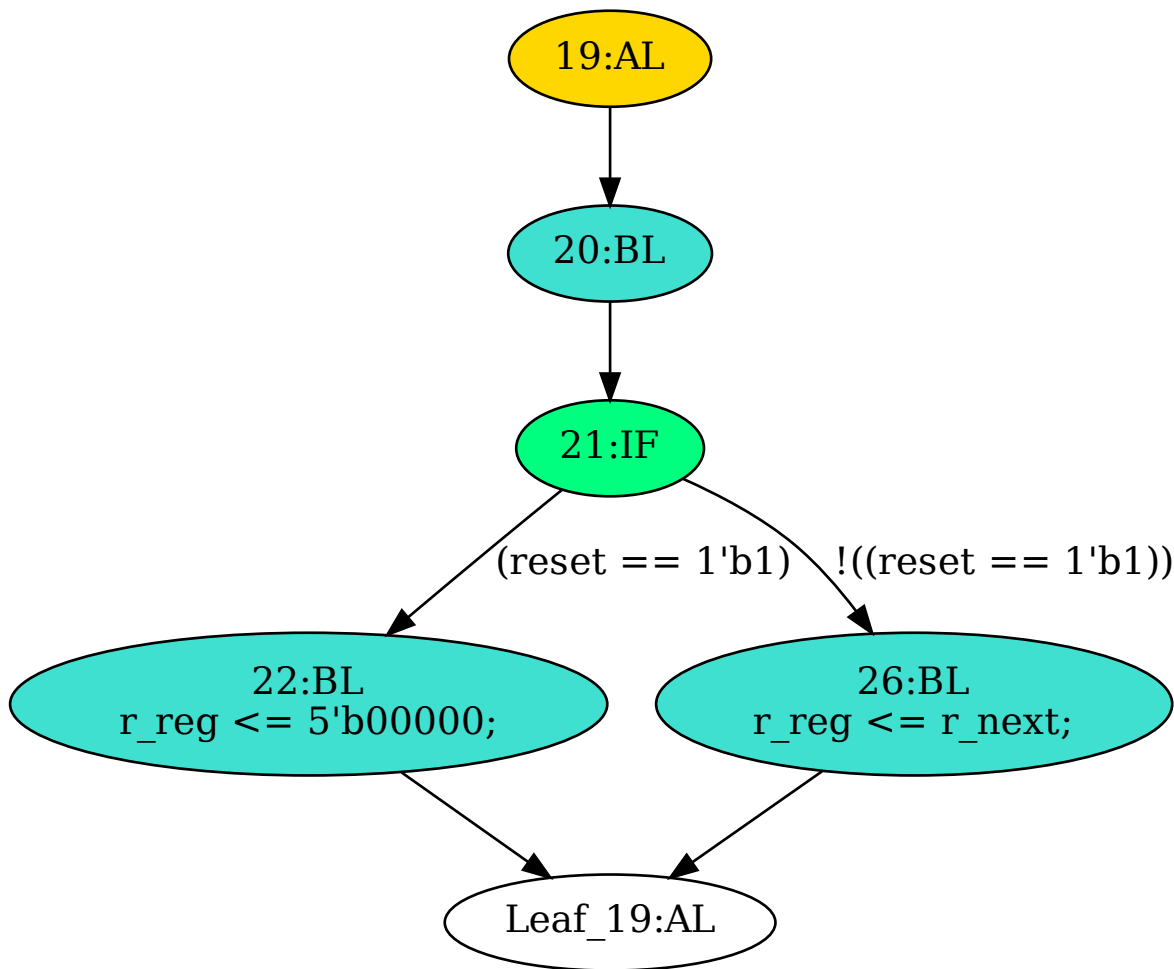 19:AL
20:BL
21:IF
(reset == 1'b1)
!((reset == 1'b1))
22:BL
r_reg <= 5'b00000;
26:BL
r_reg <= r_next;
Leaf_19:AL